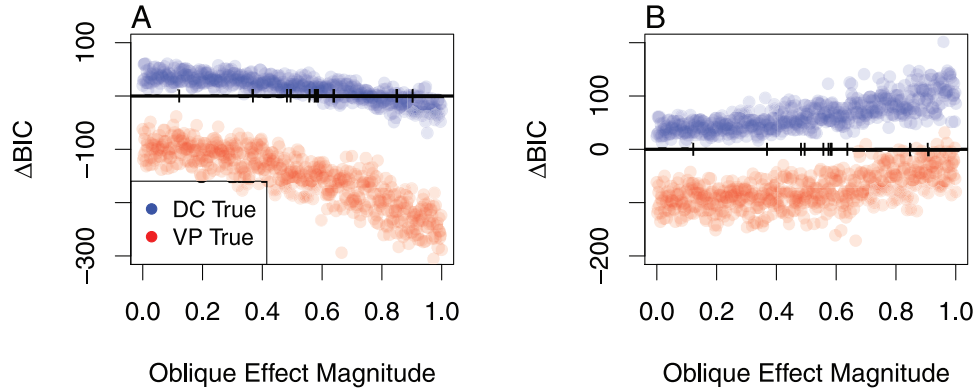 A
B
ΔBIC
100
-100
-300
DC True
VP True
0.0 0.2 0.4 0.6 0.8 1.0
Oblique Effect Magnitude
ΔBIC
100
0
-200
0.0 0.2 0.4 0.6 0.8 1.0
Oblique Effect Magnitude